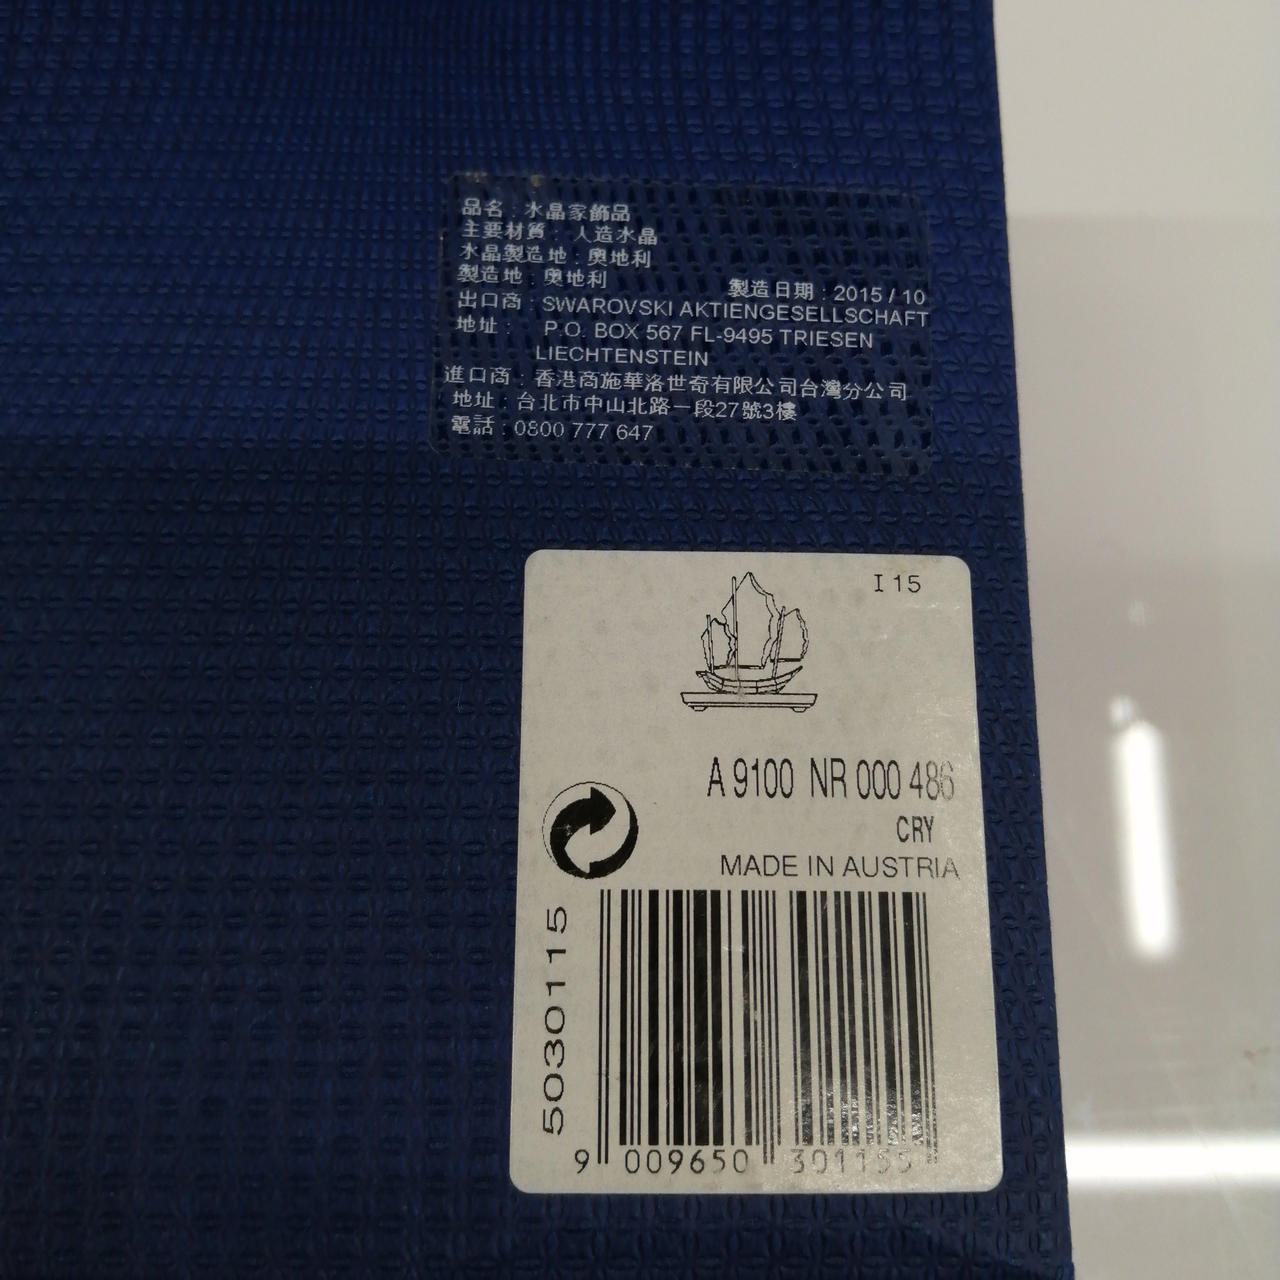 品名：水晶家飾品
主要材質： 人造水晶
水晶製造地：奧地利
製造地：奧地利 製造日期：2015 / 10
出口商：SWAROVSKI AKTIENGESELLSCHAFT
地址： P.O. BOX 567 FL-9495 TRIESEN
LIECHTENSTEIN
進口商：香港商施華洛世奇有限公司台灣分公司
地址：台北市中山北路一段27號3樓
電話：0800 777 647
I 15
A 9100 NR 000 486
CRY
MADE IN AUSTRIA
5030115
9 009650 301155